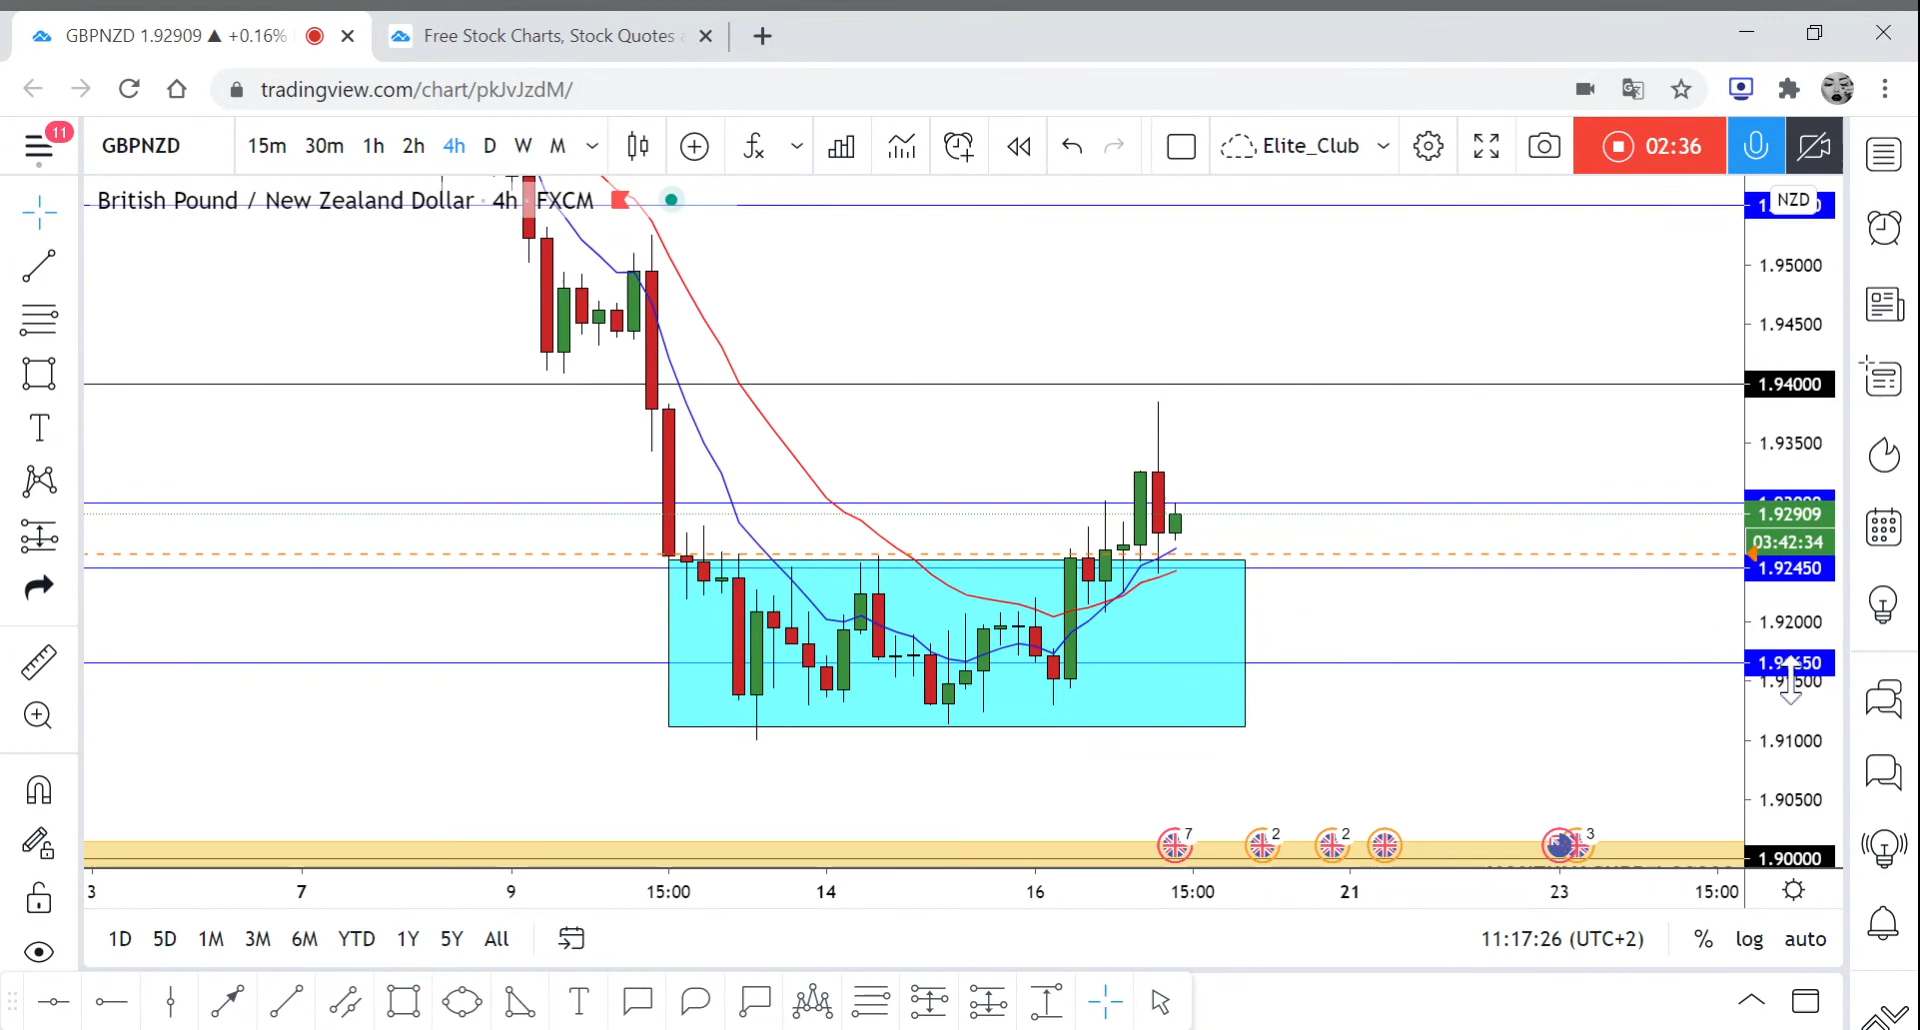 GBPNZD 1.92909 ▲ +0.16%
Free Stock Charts, Stock Quotes
tradingview.com/chart/pkJvJzdM/
11
GBPNZD 15m 30m 1h 2h 4h D W M Elite_Club 02:36
British Pound / New Zealand Dollar · 4h · FXCM
NZD
1.95000
1.94500
1.94000
1.93500
1.92909
03:42:34
1.92450
1.92000
1.91000
1.90500
7 2 2 3
1.90000
3 7 9 15:00 14 16 15:00 21 23 15:00
1D 5D 1M 3M 6M YTD 1Y 5Y All 11:17:26 (UTC+2) % log auto